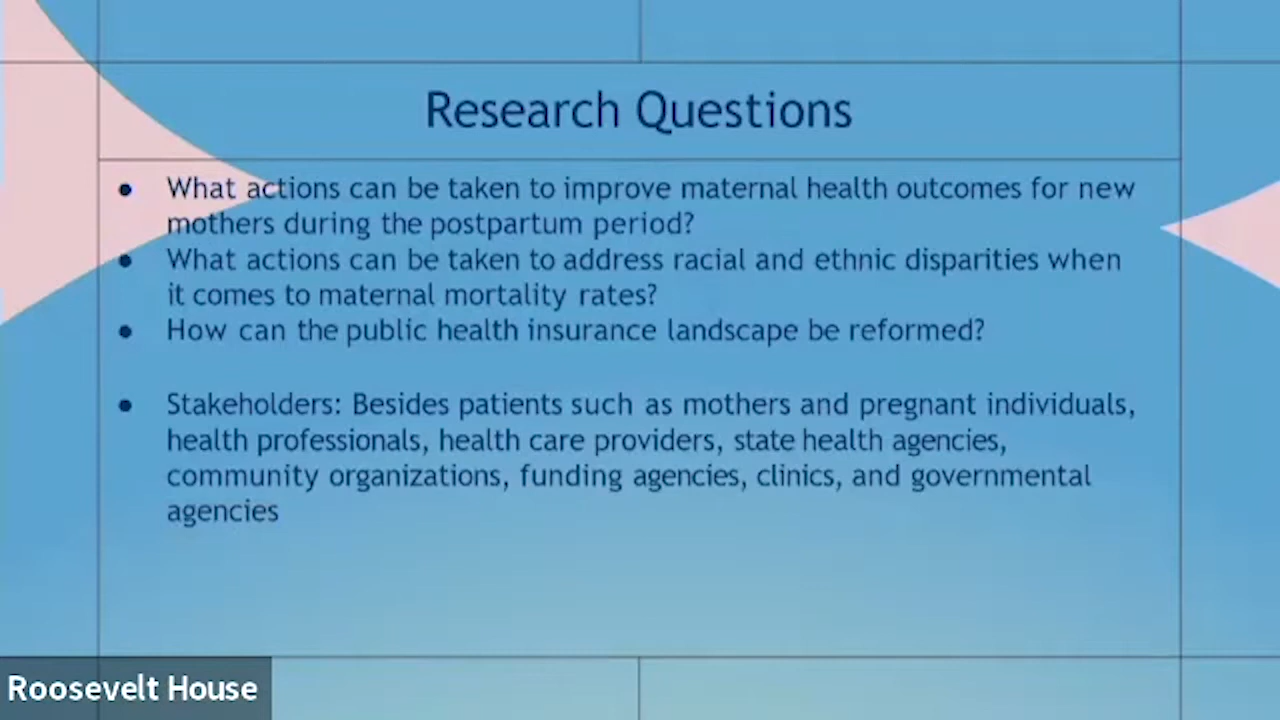 Research Questions
● What actions can be taken to improve maternal health outcomes for new
mothers during the postpartum period?
● What actions can be taken to address racial and ethnic disparities when
it comes to maternal mortality rates?
● How can the public health insurance landscape be reformed?
● Stakeholders: Besides patients such as mothers and pregnant individuals,
health professionals, health care providers, state health agencies,
community organizations, funding agencies, clinics, and governmental
agencies
Roosevelt House